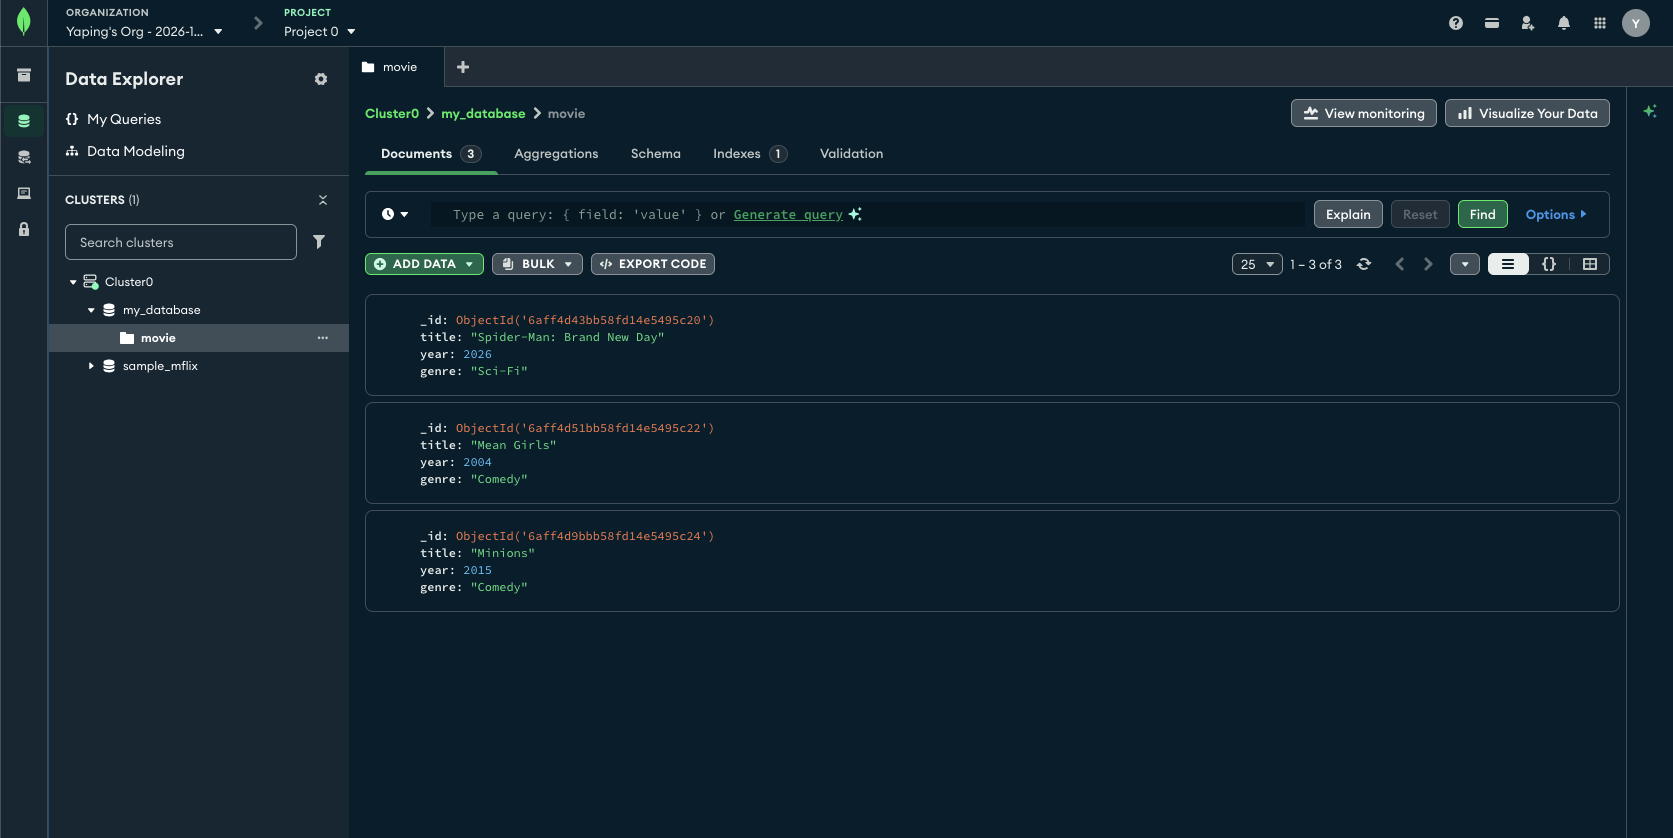 ORGANIZATION
Yaping's Org - 2026-1...
PROJECT
Project 0
Y
Data Explorer
My Queries
Data Modeling
CLUSTERS (1)
Search clusters
Cluster0
my_database
movie
sample_mflix
movie
Cluster0 > my_database > movie
View monitoring
Visualize Your Data
Documents 3
Aggregations
Schema
Indexes 1
Validation
Type a query: { field: 'value' } or Generate query
Explain
Reset
Find
Options
ADD DATA
BULK
EXPORT CODE
25
1 – 3 of 3
_id: ObjectId('6aff4d43bb58fd14e5495c20')
title: "Spider-Man: Brand New Day"
year: 2026
genre: "Sci-Fi"
_id: ObjectId('6aff4d51bb58fd14e5495c22')
title: "Mean Girls"
year: 2004
genre: "Comedy"
_id: ObjectId('6aff4d9bbb58fd14e5495c24')
title: "Minions"
year: 2015
genre: "Comedy"